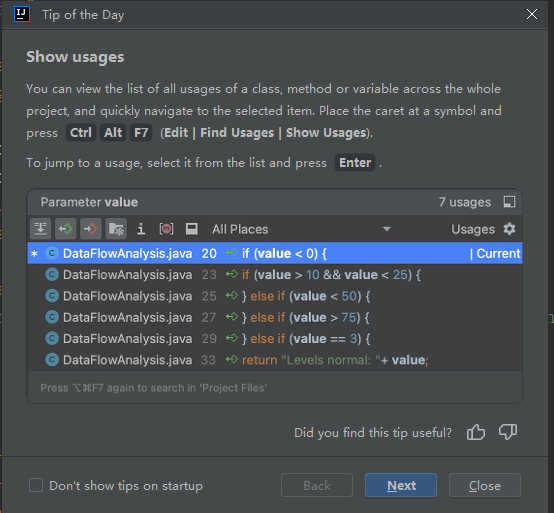 IJ Tip of the Day
Show usages
You can view the list of all usages of a class, method or variable across the whole
project, and quickly navigate to the selected item. Place the caret at a symbol and
press Ctrl Alt F7 (Edit | Find Usages | Show Usages).
To jump to a usage, select it from the list and press Enter .
Parameter value 7 usages
All Places Usages
* C DataFlowAnalysis.java 20 if (value < 0) { | Current
C DataFlowAnalysis.java 23 if (value > 10 && value < 25) {
C DataFlowAnalysis.java 25 } else if (value < 50) {
C DataFlowAnalysis.java 27 } else if (value > 75) {
C DataFlowAnalysis.java 29 } else if (value == 3) {
C DataFlowAnalysis.java 33 return "Levels normal: "+ value;
Press ⌥⌘F7 again to search in 'Project Files'
Did you find this tip useful?
Don't show tips on startup Back Next Close